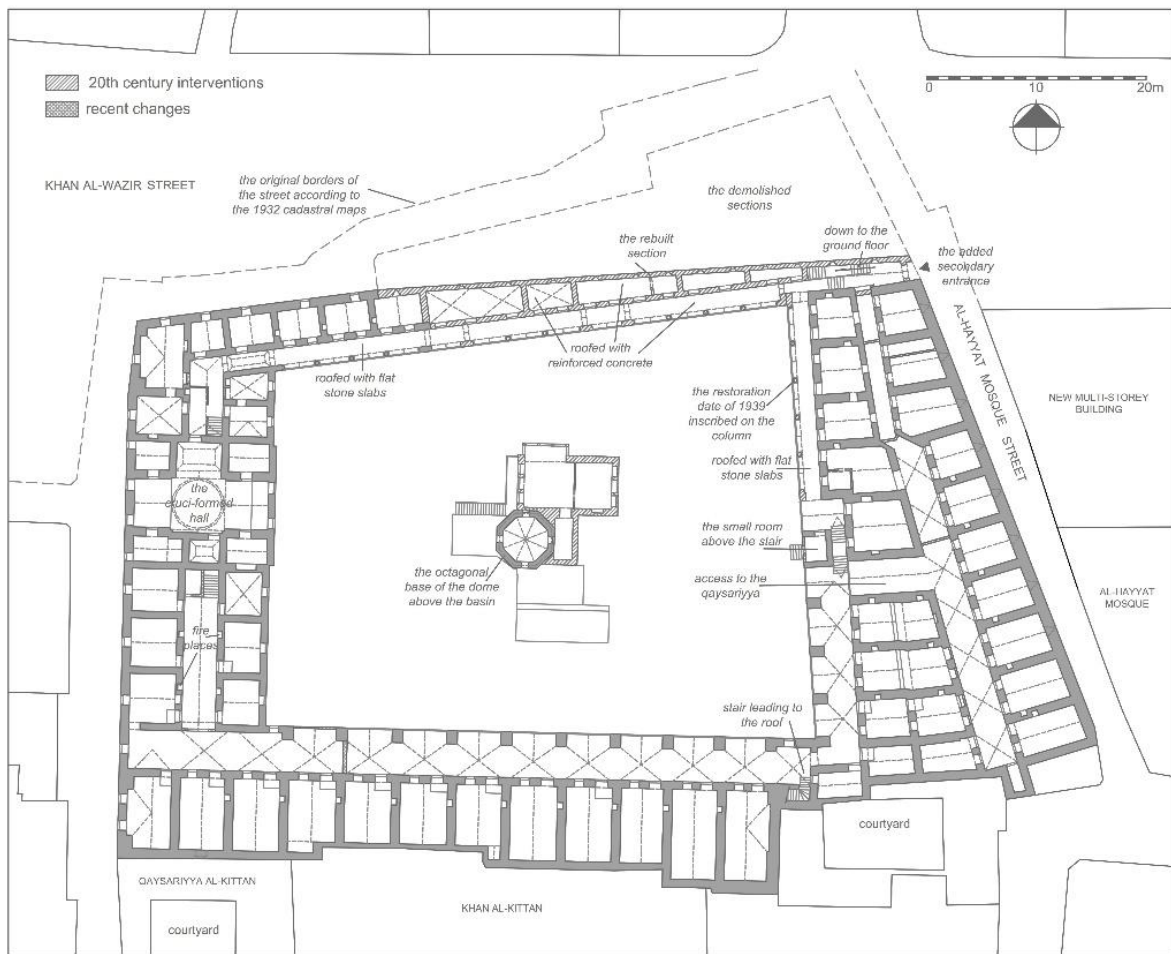 20th century interventions
recent changes
0
10
20m
KHAN AL-WAZIR STREET
the original borders of
the street according to
the 1932 cadastral maps
the demolished
sections
the rebuilt
section
down to the
ground floor
the added
secondary
entrance
AL-HAYYAT MOSQUE STREET
roofed with
reinforced concrete
roofed with flat
stone slabs
the restoration
date of 1939
inscribed on the
column
NEW MULTI-STOREY
BUILDING
roofed with flat
stone slabs
the
cruci-formed
hall
the small room
above the stair
the octagonal
base of the dome
above the basin
access to the
qaysariyya
AL-HAYYAT
MOSQUE
fire
places
stair leading to
the roof
courtyard
QAYSARIYYA AL-KITTAN
KHAN AL-KITTAN
courtyard